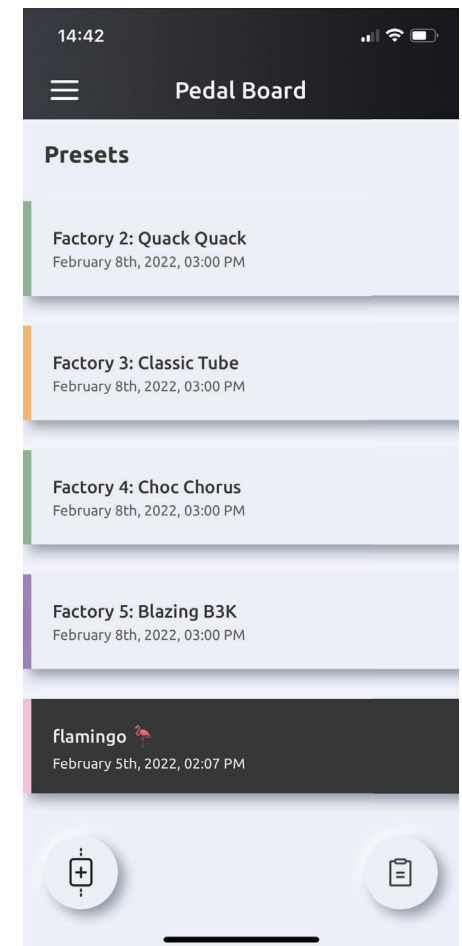 14:42
Pedal Board
Presets
Factory 2: Quack Quack
February 8th, 2022, 03:00 PM
Factory 3: Classic Tube
February 8th, 2022, 03:00 PM
Factory 4: Choc Chorus
February 8th, 2022, 03:00 PM
Factory 5: Blazing B3K
February 8th, 2022, 03:00 PM
flamingo 🦩
February 5th, 2022, 02:07 PM